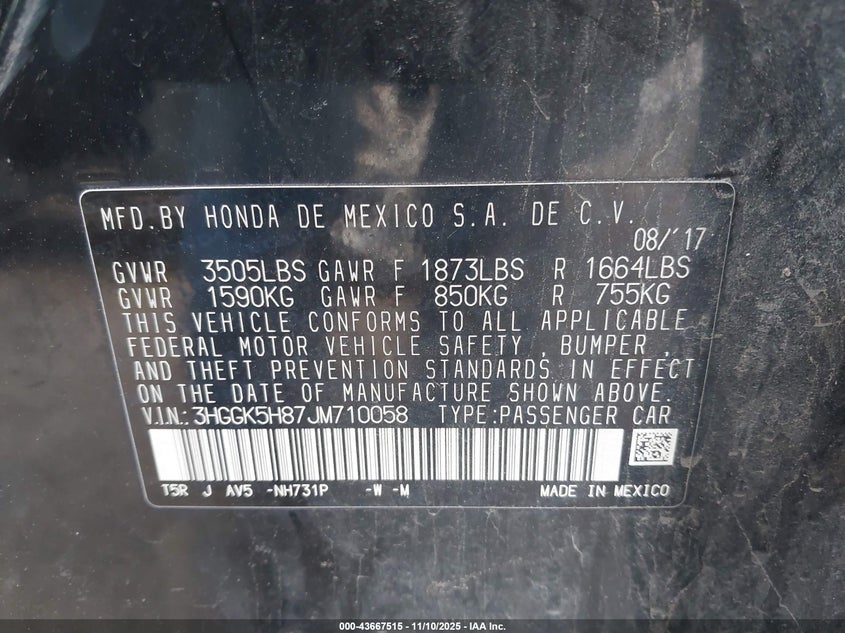 MFD.BY HONDA DE MEXICO S.A. DE C.V.
08/'17
GVWR 3505LBS GAWR F 1873LBS R 1664LBS
GVWR 1590KG GAWR F 850KG R 755KG
THIS VEHICLE CONFORMS TO ALL APPLICABLE
FEDERAL MOTOR VEHICLE SAFETY , BUMPER ,
AND THEFT PREVENTION STANDARDS IN EFFECT
ON THE DATE OF MANUFACTURE SHOWN ABOVE.
V.I.N.: 3HGGK5H87JM710058 TYPE:PASSENGER CAR
T5R J AV5 -NH731P -W -M MADE IN MEXICO
000-43667515 - 11/10/2025 - IAA Inc.